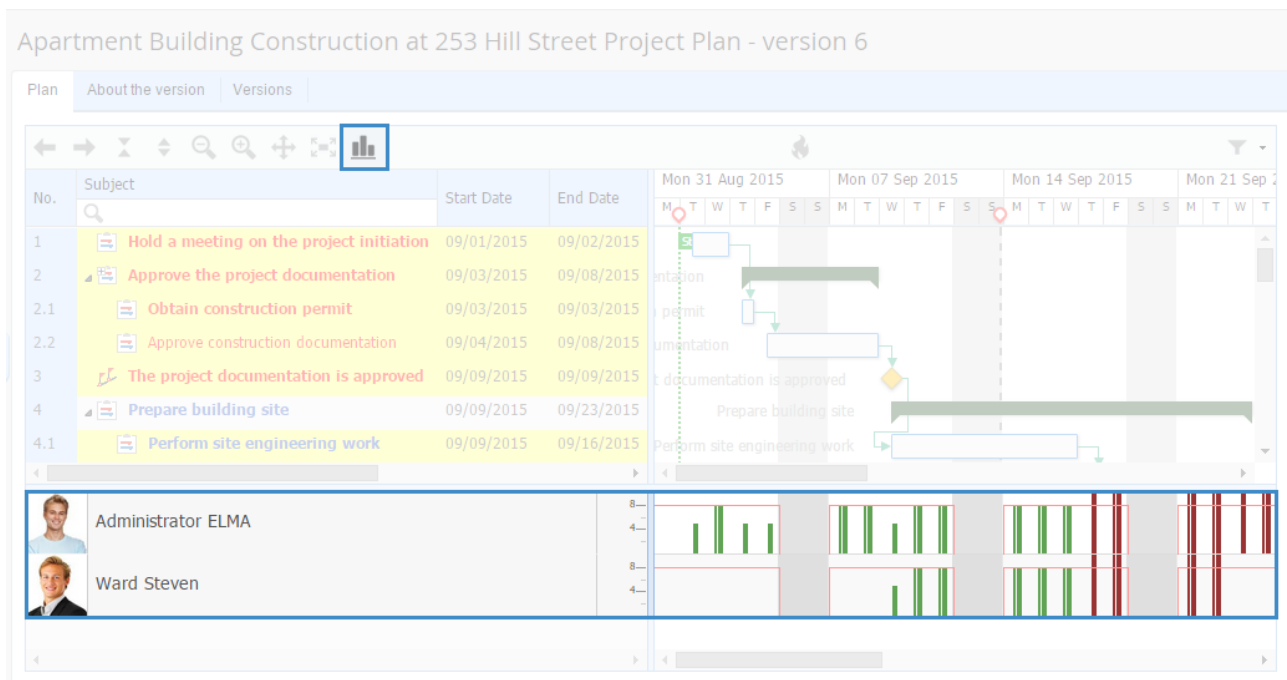 Apartment Building Construction at 253 Hill Street Project Plan - version 6
Plan About the version Versions
No. Subject Start Date End Date Mon 31 Aug 2015 Mon 07 Sep 2015 Mon 14 Sep 2015 Mon 21 Sep
M T W T F S S M T W T F S S M T W T F S S M T W T
1 Hold a meeting on the project initiation 09/01/2015 09/02/2015
2 Approve the project documentation 09/03/2015 09/08/2015 entation
2.1 Obtain construction permit 09/03/2015 09/03/2015 permit
2.2 Approve construction documentation 09/04/2015 09/08/2015 umentation
3 The project documentation is approved 09/09/2015 09/09/2015 t documentation is approved
4 Prepare building site 09/09/2015 09/23/2015 Prepare building site
4.1 Perform site engineering work 09/09/2015 09/16/2015 Perform site engineering work
Administrator ELMA 8 4
Ward Steven 8 4